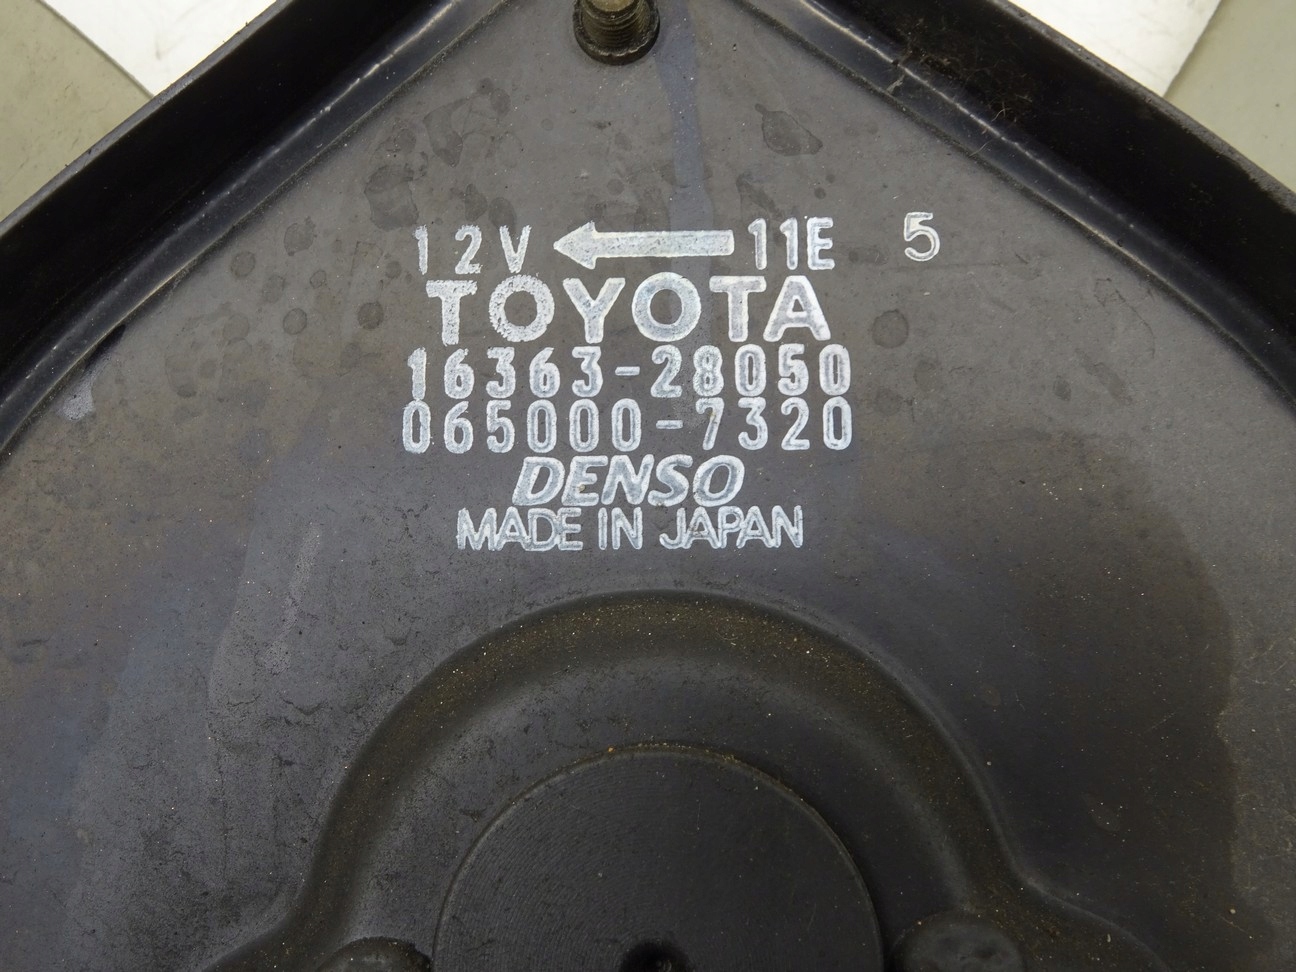 12V 11E 5
TOYOTA
16363-28050
065000-7320
DENSO
MADE IN JAPAN